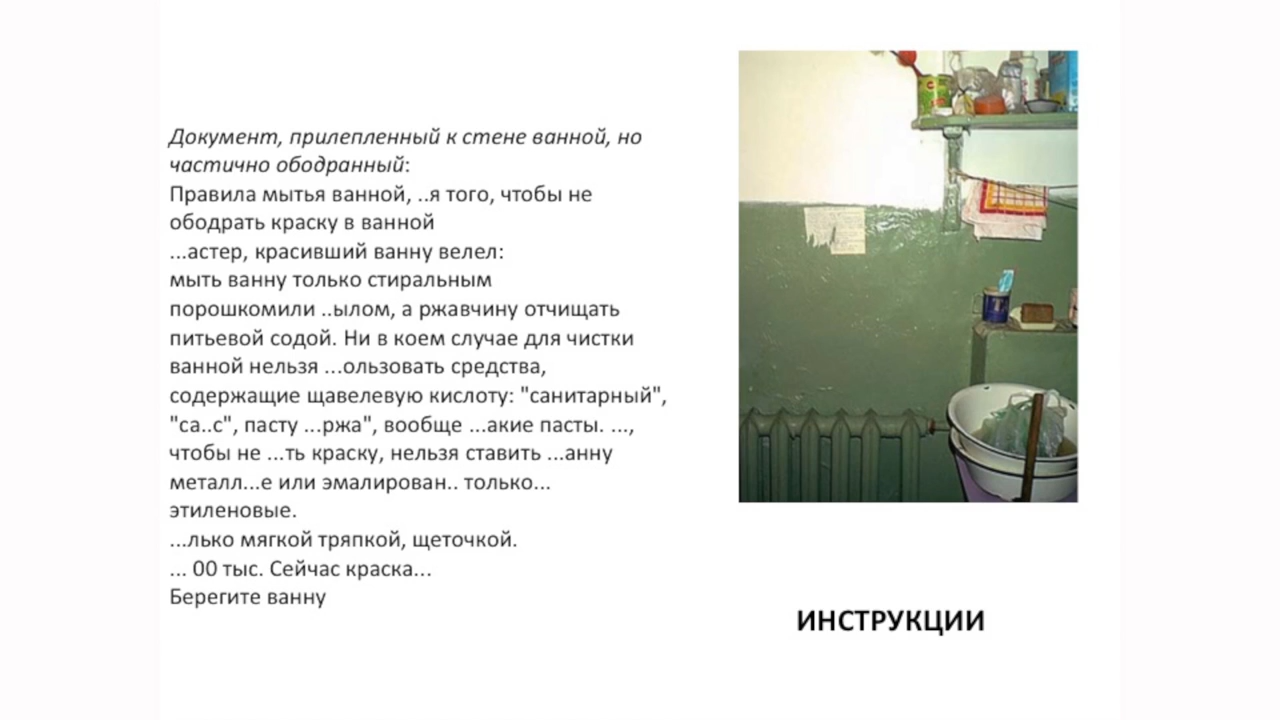 Документ, прилепленный к стене ванной, но
частично ободранный:
Правила мытья ванной, ..я того, чтобы не
ободрать краску в ванной
...астер, красивший ванну велел:
мыть ванну только стиральным
порошкомили ..ылом, а ржавчину отчищать
питьевой содой. Ни в коем случае для чистки
ванной нельзя ...ользовать средства,
содержащие щавелевую кислоту: "санитарный",
"са..с", пасту ...ржа", вообще ...акие пасты. ...,
чтобы не ...ть краску, нельзя ставить ...анну
металл...е или эмалирован.. только...
этиленовые.
...лько мягкой тряпкой, щеточкой.
... 00 тыс. Сейчас краска...
Берегите ванну
ИНСТРУКЦИИ